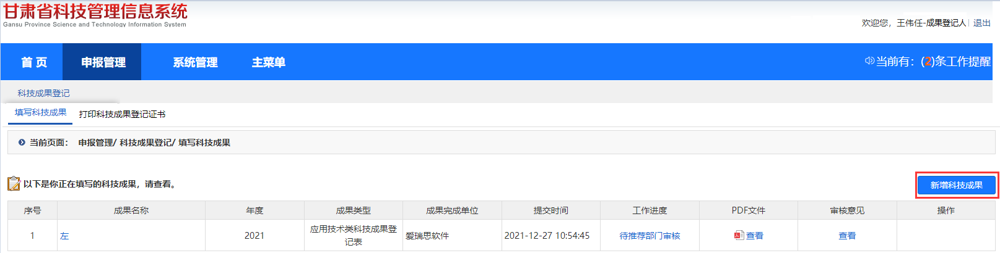 甘肃省科技管理信息系统
Gansu Province Science and Technology Information System
欢迎您，王伟任-成果登记人 | 退出
首 页 申报管理 系统管理 主菜单 当前有：(2)条工作提醒
科技成果登记
填写科技成果 打印科技成果登记证书
当前页面： 申报管理/ 科技成果登记/ 填写科技成果
以下是你正在填写的科技成果，请查看。 新增科技成果
序号 成果名称 年度 成果类型 成果完成单位 提交时间 工作进度 PDF文件 审核意见 操作
1 左 2021 应用技术类科技成果登 爱瑞思软件 2021-12-27 10:54:45 待推荐部门审核 查看 查看
记表